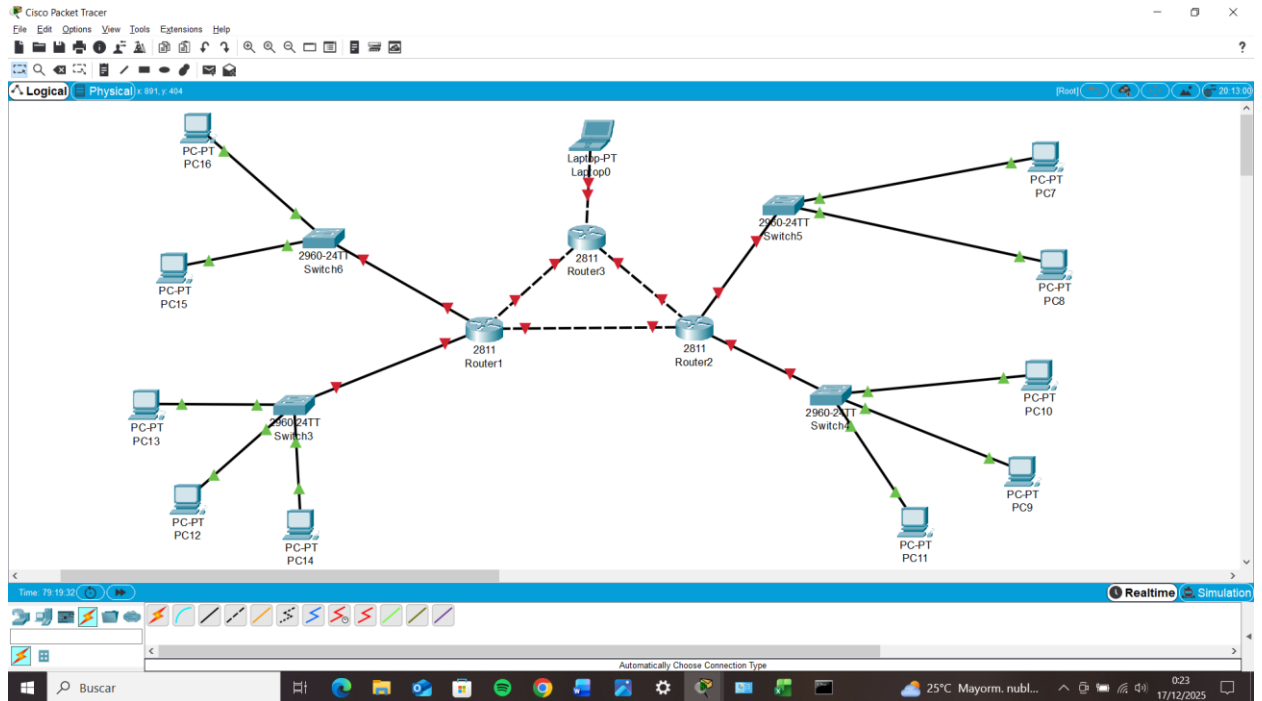 Cisco Packet Tracer
File Edit Options View Tools Extensions Help
?
Logical Physical x: 891, y: 404 [Root] 20:13:00
PC-PT
PC16
Laptop-PT
Laptop0
PC-PT
PC7
2960-24TT
Switch5
2960-24TT
Switch6
2811
Router3
PC-PT
PC15
PC-PT
PC8
2811
Router1
2811
Router2
PC-PT
PC10
2960-24TT
Switch4
PC-PT
PC13
2960-24TT
Switch3
PC-PT
PC9
PC-PT
PC12
PC-PT
PC14
PC-PT
PC11
Time: 79:19:32 Realtime Simulation
Automatically Choose Connection Type
Buscar 25°C Mayorm. nubl... 0:23
17/12/2025